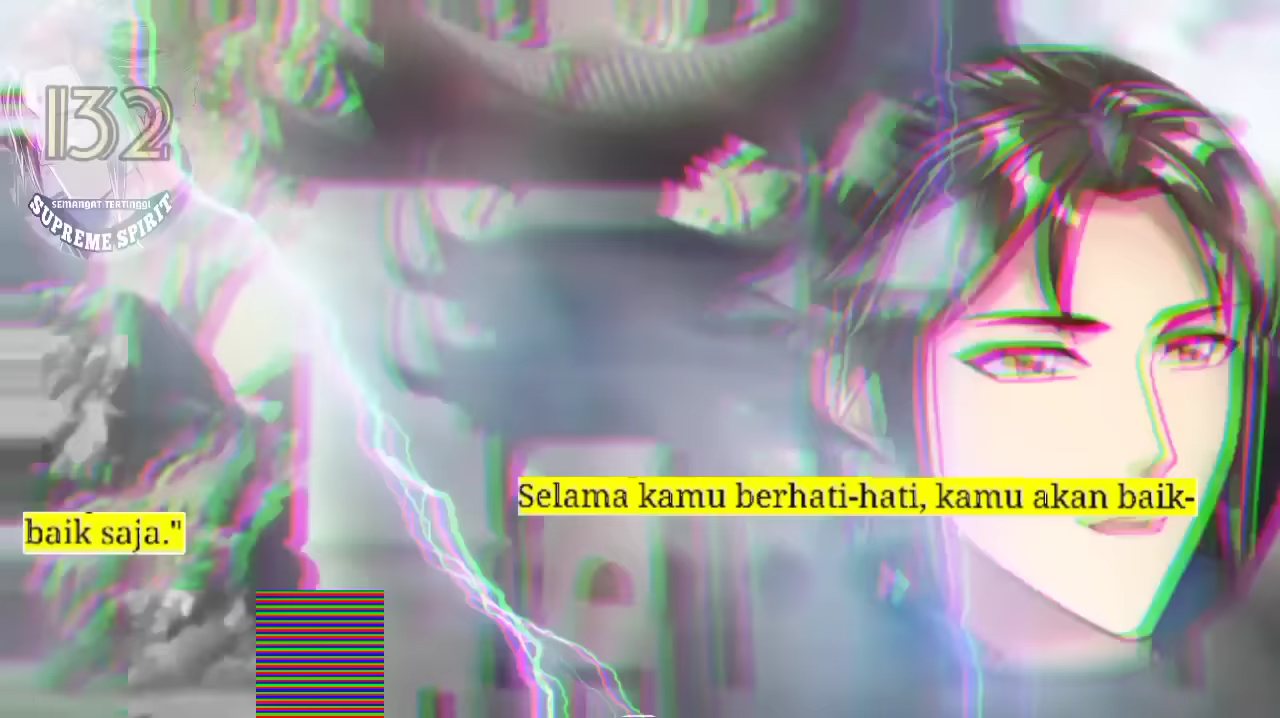 132
SEMANGAT TERTINGGI
SUPREME SPIRIT
Selama kamu berhati-hati, kamu akan baik-
baik saja."